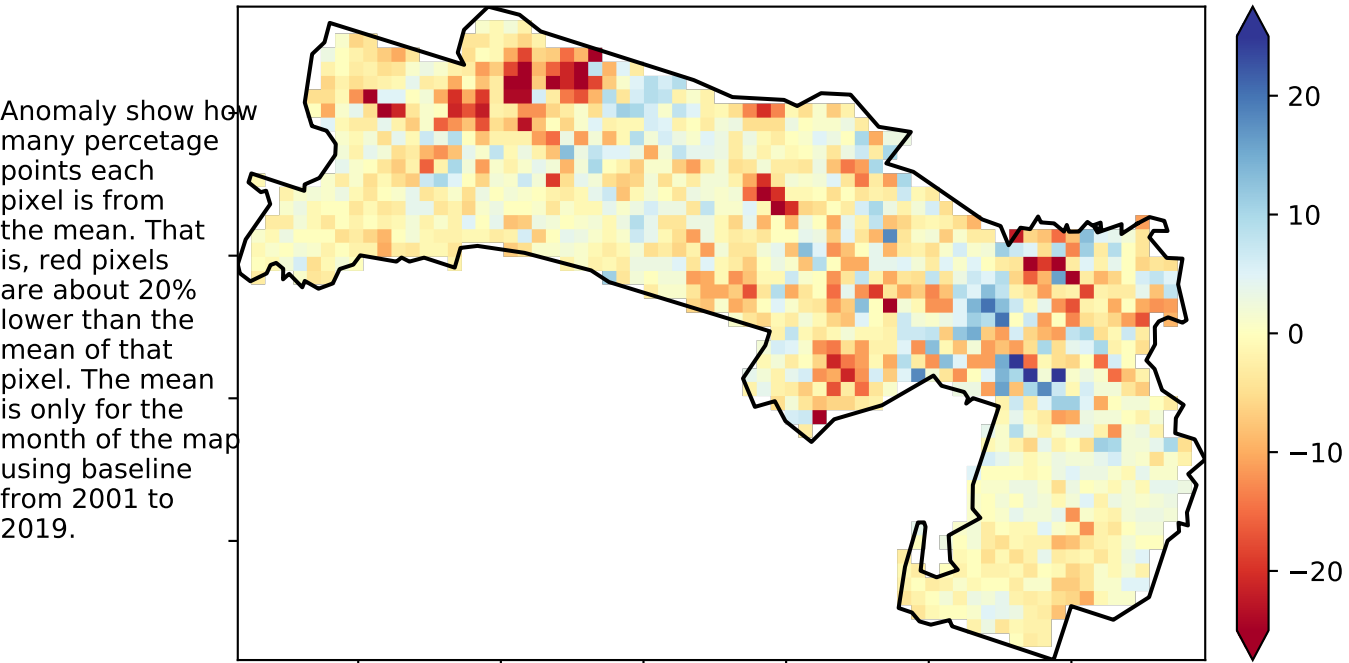 Anomaly show how
many percetage
points each
pixel is from
the mean. That
is, red pixels
are about 20%
lower than the
mean of that
pixel. The mean
is only for the
month of the map
using baseline
from 2001 to
2019.
20
10
0
−10
−20